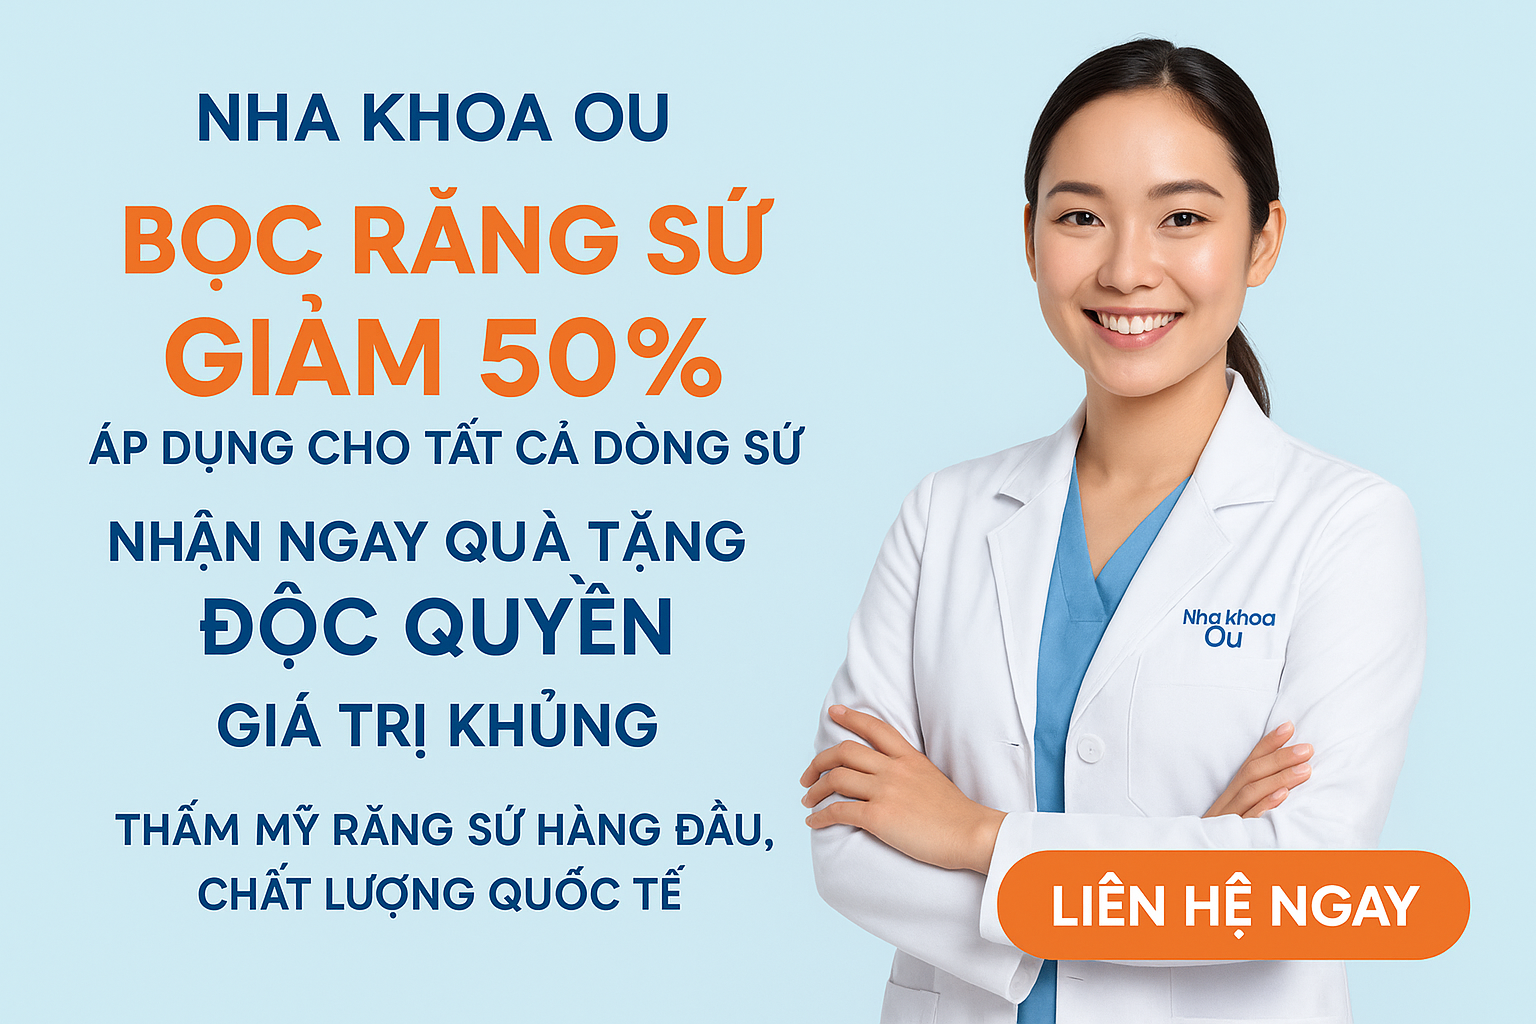 NHA KHOA OU
BỌC RĂNG SỨ
GIẢM 50%
ÁP DỤNG CHO TẤT CẢ DÒNG SỨ
NHẬN NGAY QUÀ TẶNG
ĐỘC QUYỀN
GIÁ TRỊ KHỦNG
THẨM MỸ RĂNG SỨ HÀNG ĐẦU,
CHẤT LƯỢNG QUỐC TẾ
Nha khoa
Ou
LIÊN HỆ NGAY